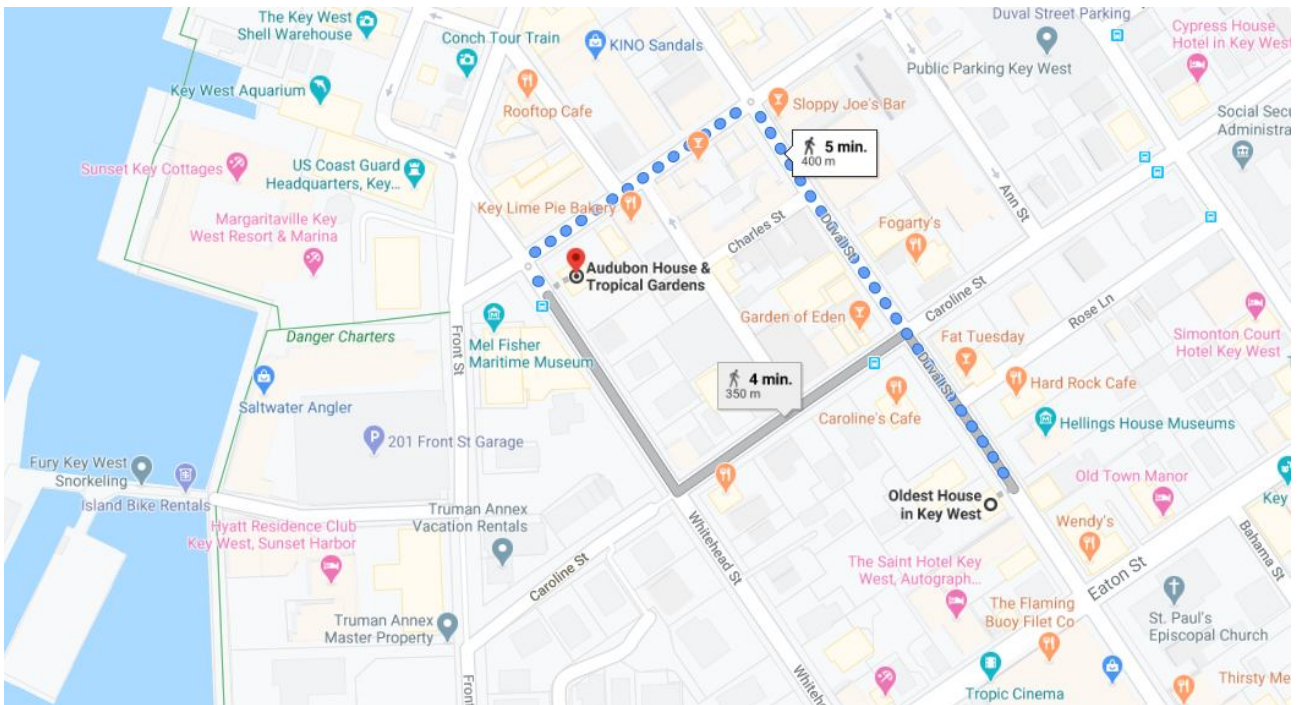 The Key West
Shell Warehouse
Conch Tour Train
KINO Sandals
Duval Street Parking
Cypress House
Hotel in Key West
Public Parking Key West
Key West Aquarium
Rooftop Cafe
Sloppy Joe's Bar
Social Secu
Administra
5 min.
400 m
Sunset Key Cottages
US Coast Guard
Headquarters, Key...
Key Lime Pie Bakery
Ann St
Margaritaville Key
West Resort & Marina
Charles St
Duval St
Fogarty's
Audubon House &
Tropical Gardens
Caroline St
Rose Ln
Garden of Eden
Danger Charters
Front St
Mel Fisher
Maritime Museum
Fat Tuesday
Simonton Court
Hotel Key West
Duval St
4 min.
350 m
Hard Rock Cafe
Saltwater Angler
Caroline's Cafe
Hellings House Museums
P
201 Front St Garage
Fury Key West
Snorkeling
Old Town Manor
Oldest House
in Key West
Key
Island Bike Rentals
Truman Annex
Vacation Rentals
Wendy's
Hyatt Residence Club
Key West, Sunset Harbor
Whitehead St
Bahama St
The Saint Hotel Key
West, Autograph...
Eaton St
Caroline St
The Flaming
Buoy Filet Co
St. Paul's
Episcopal Church
Truman Annex
Master Property
Tropic Cinema
Thirsty Me
Whitehe
Front